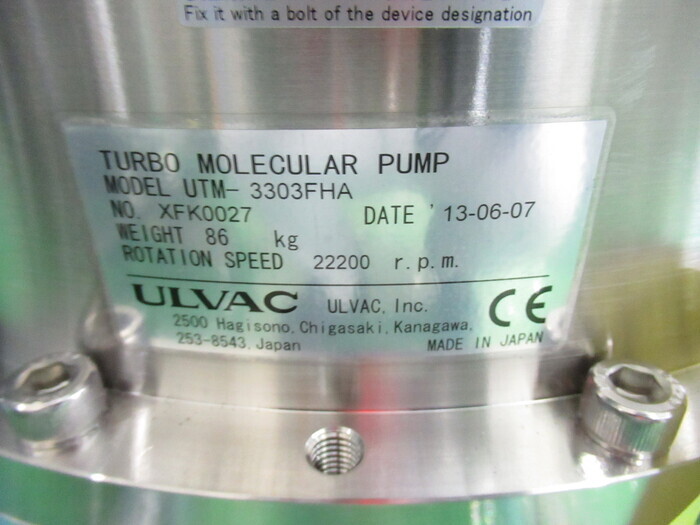 Fix it with a bolt of the device designation
TURBO MOLECULAR PUMP
MODEL UTM- 3303FHA
NO. XFK0027 DATE '13-06-07
WEIGHT 86 kg
ROTATION SPEED 22200 r.p.m.
ULVAC ULVAC, Inc. CE
2500 Hagisono, Chigasaki, Kanagawa,
253-8543, Japan MADE IN JAPAN